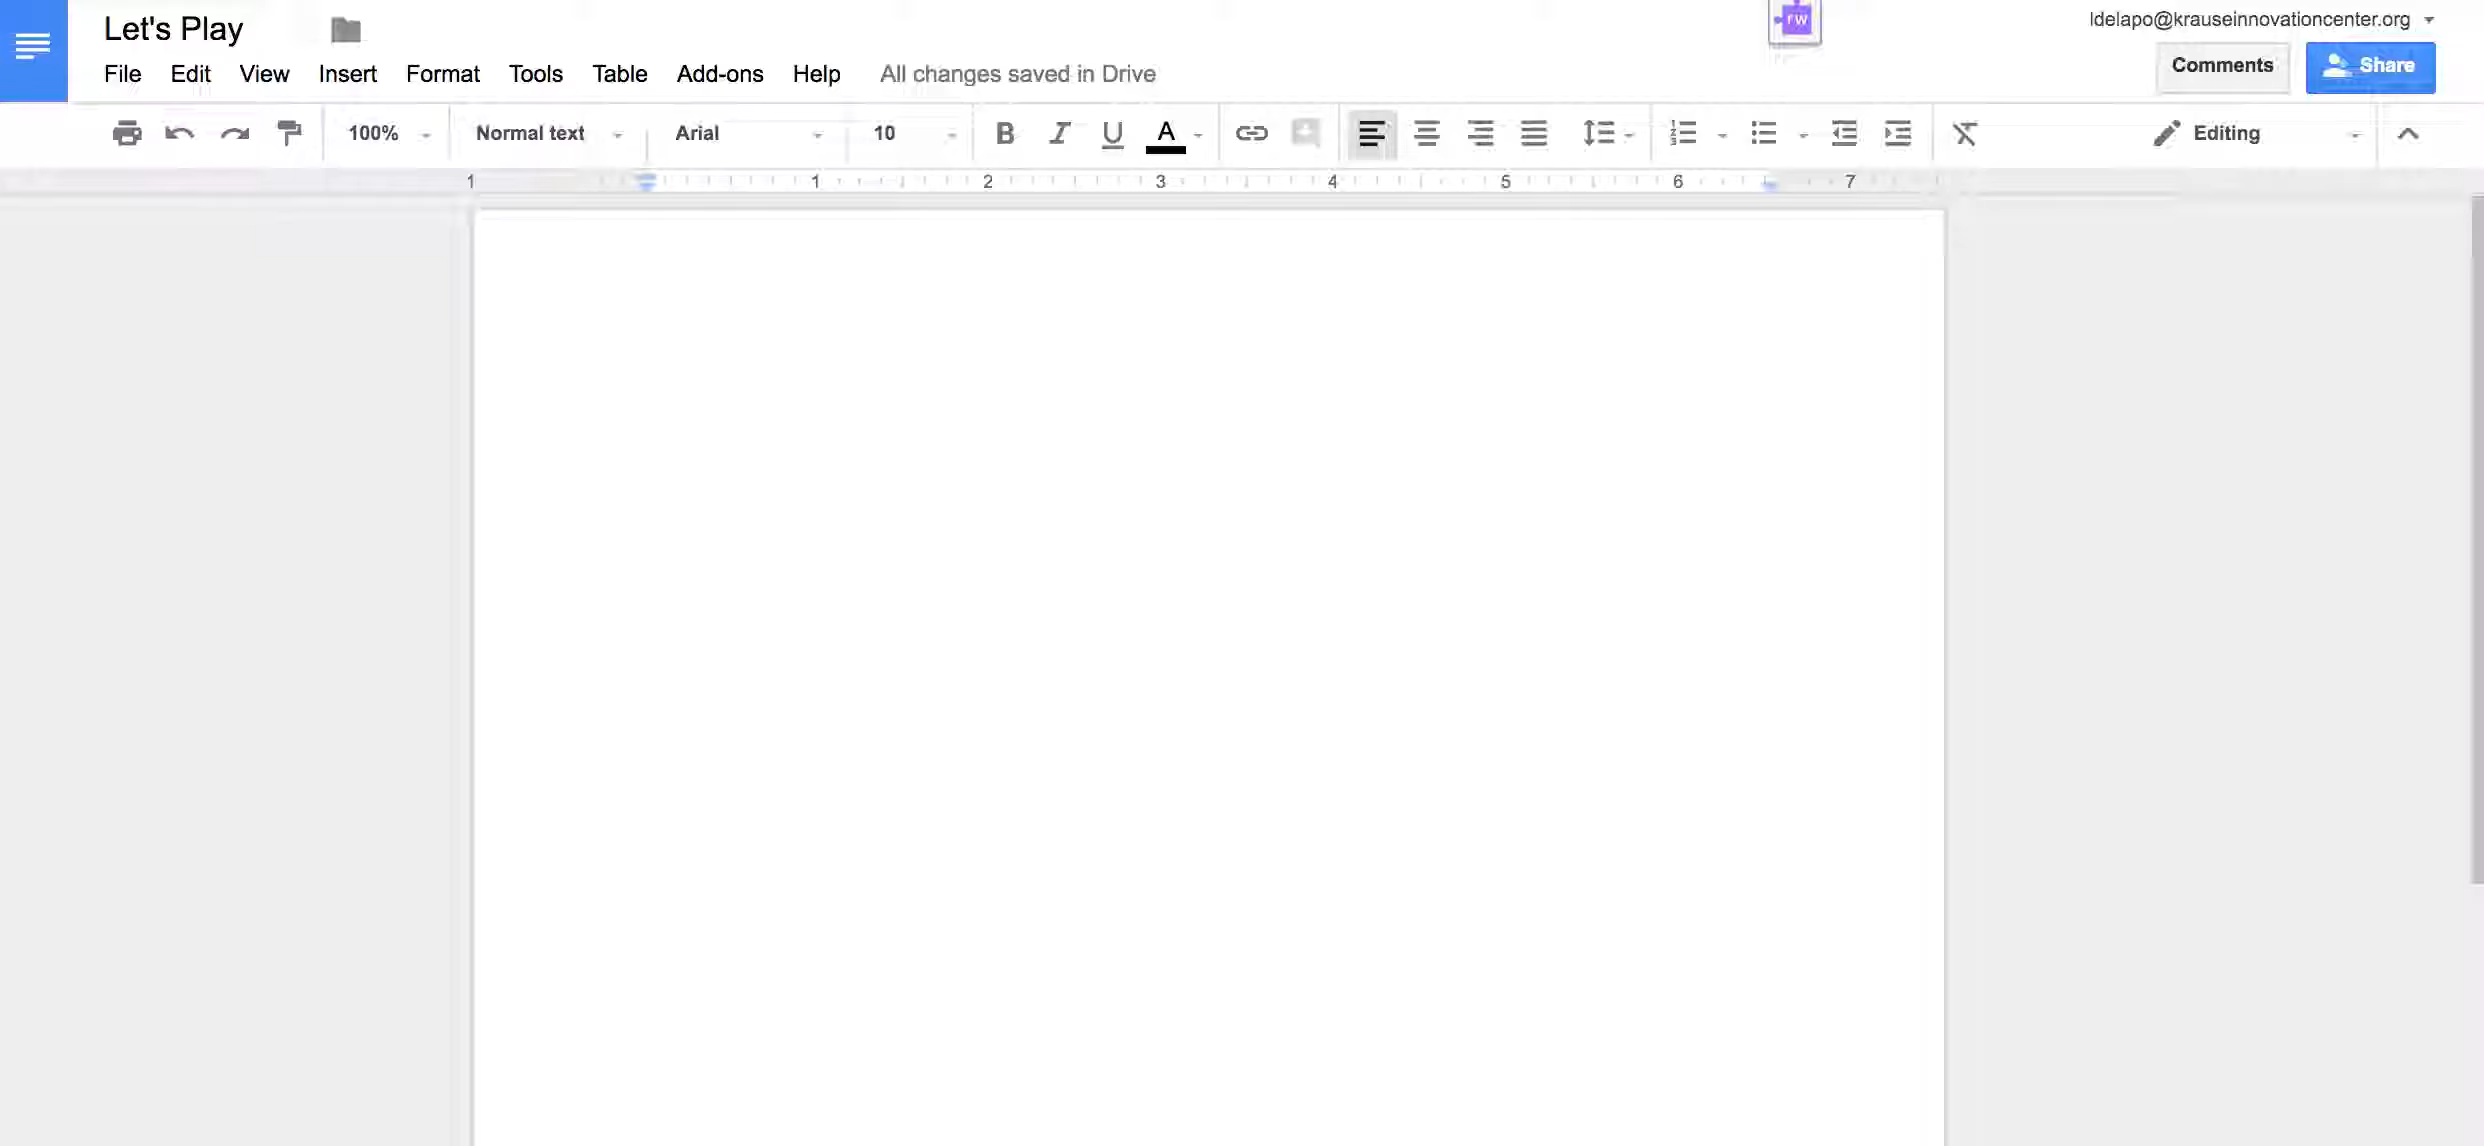 Let's Play
rw
ldelapo@krauseinnovationcenter.org
File Edit View Insert Format Tools Table Add-ons Help All changes saved in Drive
Comments Share
100% Normal text Arial 10 B I U A Editing
1 1 2 3 4 5 6 7